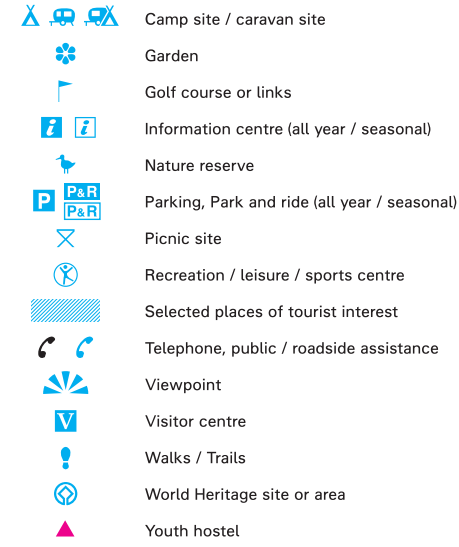 Camp site / caravan site
Garden
Golf course or links
i i Information centre (all year / seasonal)
Nature reserve
P P&R P&R Parking, Park and ride (all year / seasonal)
Picnic site
Recreation / leisure / sports centre
Selected places of tourist interest
Telephone, public / roadside assistance
Viewpoint
V Visitor centre
Walks / Trails
World Heritage site or area
Youth hostel